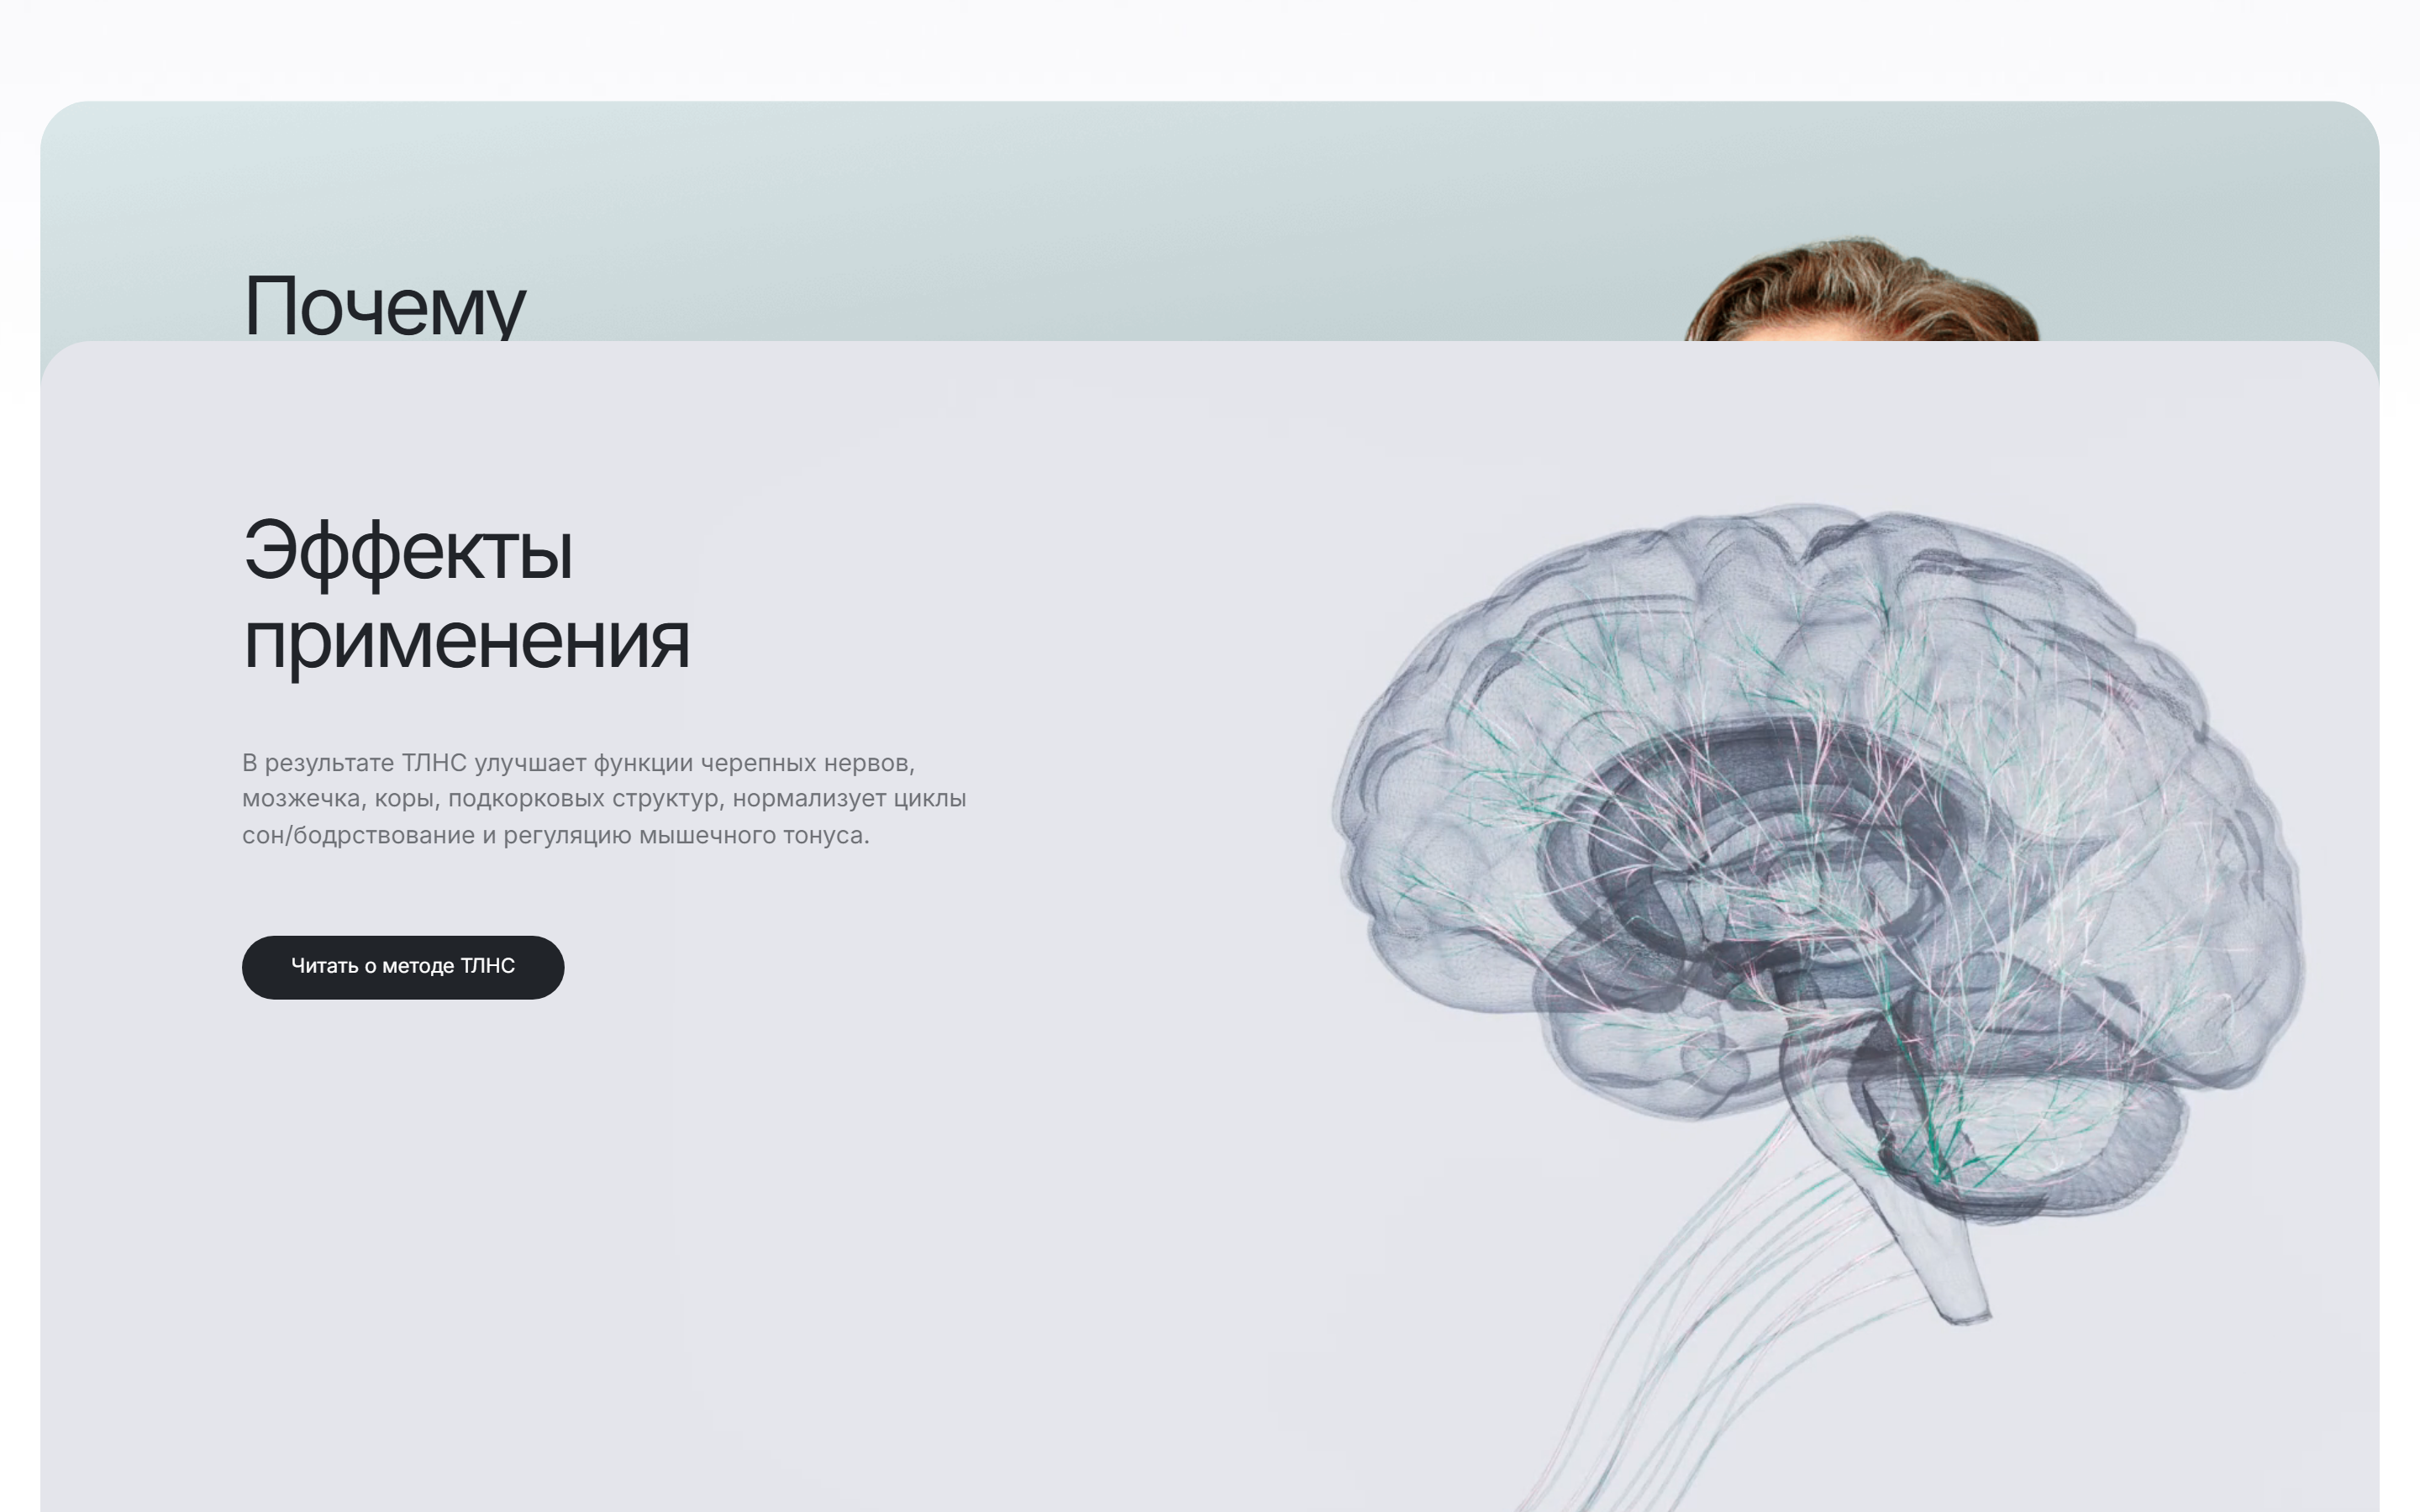 Почему
Эффекты
применения
В результате ТЛНС улучшает функции черепных нервов,
мозжечка, коры, подкорковых структур, нормализует циклы
сон/бодрствование и регуляцию мышечного тонуса.
Читать о методе ТЛНС